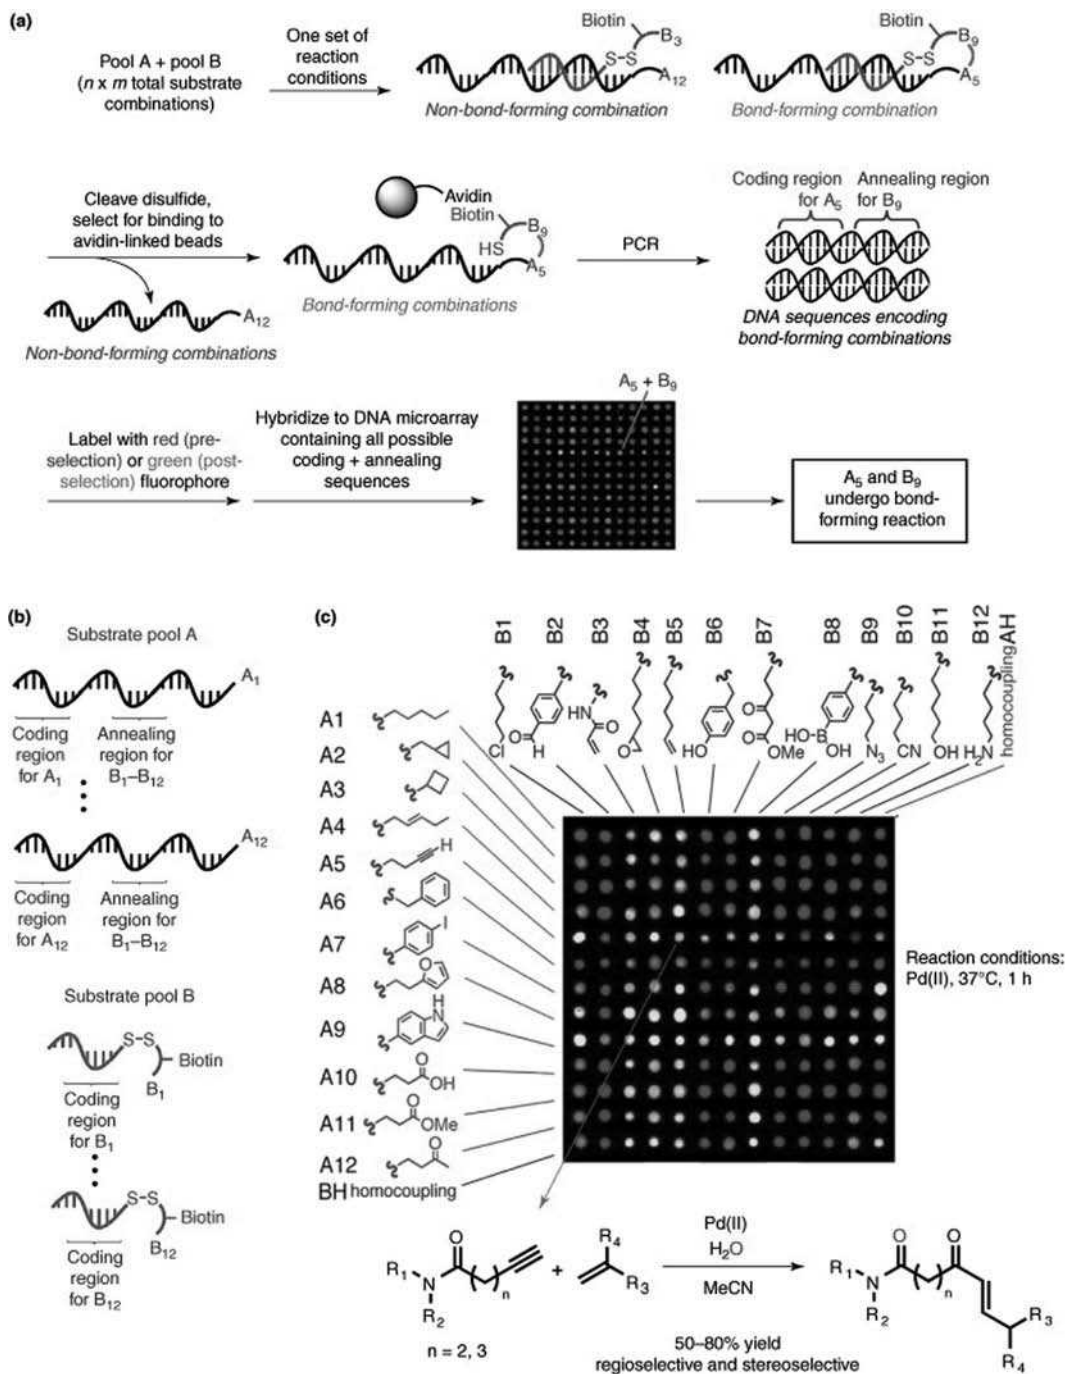 (a)
Pool A + pool B
(n x m total substrate
combinations)
One set of
reaction
conditions
Biotin
B3
S-S
A12
Non-bond-forming combination
Biotin
B9
S-S
A5
Bond-forming combination
Cleave disulfide,
select for binding to
avidin-linked beads
A12
Non-bond-forming combinations
Avidin
Biotin
B9
HS
A5
Bond-forming combinations
PCR
Coding region
for A5
Annealing region
for B9
DNA sequences encoding
bond-forming combinations
Label with red (pre-
selection) or green (post-
selection) fluorophore
Hybridize to DNA microarray
containing all possible
coding + annealing
sequences
A5 + B9
A5 and B9
undergo bond-
forming reaction
(b)
Substrate pool A
A1
Coding
region
for A1
Annealing
region for
B1–B12
A12
Coding
region
for A12
Annealing
region for
B1–B12
Substrate pool B
S-S
Biotin
B1
Coding
region
for B1
S-S
Biotin
B12
Coding
region
for B12
(c)
B1
B2
B3
B4
B5
B6
B7
B8
B9
B10
B11
B12
homocoupling AH
Cl
O
H
HN
O
O
HO
O
O
OMe
HO
B
OH
N3
CN
OH
H2N
A1
A2
A3
A4
A5
H
A6
A7
I
A8
O
A9
H
N
A10
O
OH
A11
O
OMe
A12
O
BH homocoupling
Reaction conditions:
Pd(II), 37°C, 1 h
O
R1
N
R2
n
n = 2, 3
+
R4
R3
Pd(II)
H2O
MeCN
50–80% yield
regioselective and stereoselective
O
O
R1
N
R2
n
R3
R4